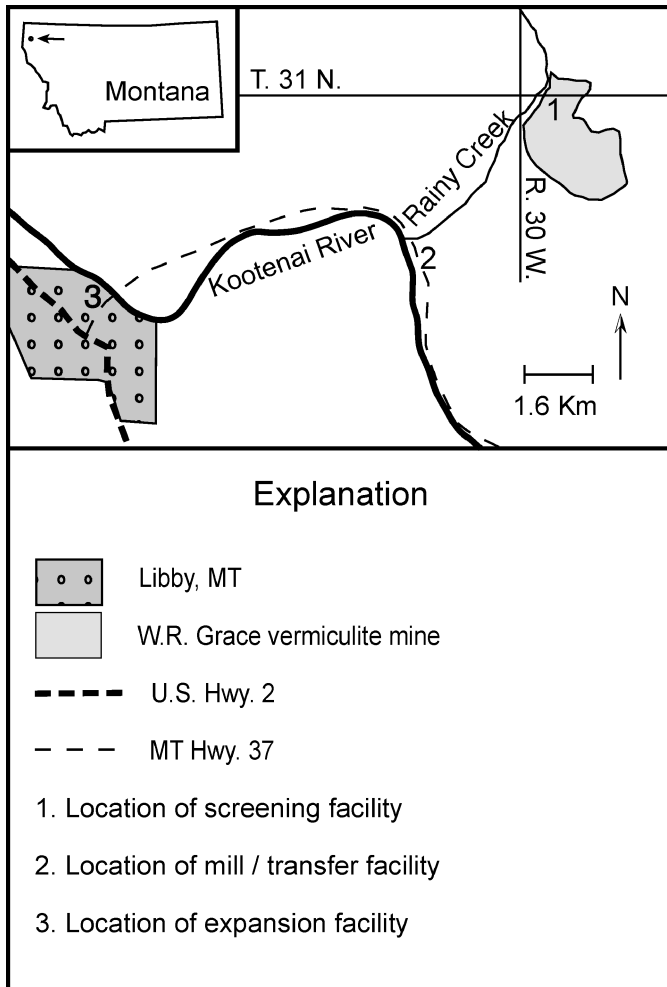 Montana
T. 31 N.
1
Rainy Creek
R. 30 W.
Kootenai River
2
3
N
1.6 Km
Explanation
Libby, MT
W.R. Grace vermiculite mine
U.S. Hwy. 2
MT Hwy. 37
1. Location of screening facility
2. Location of mill / transfer facility
3. Location of expansion facility